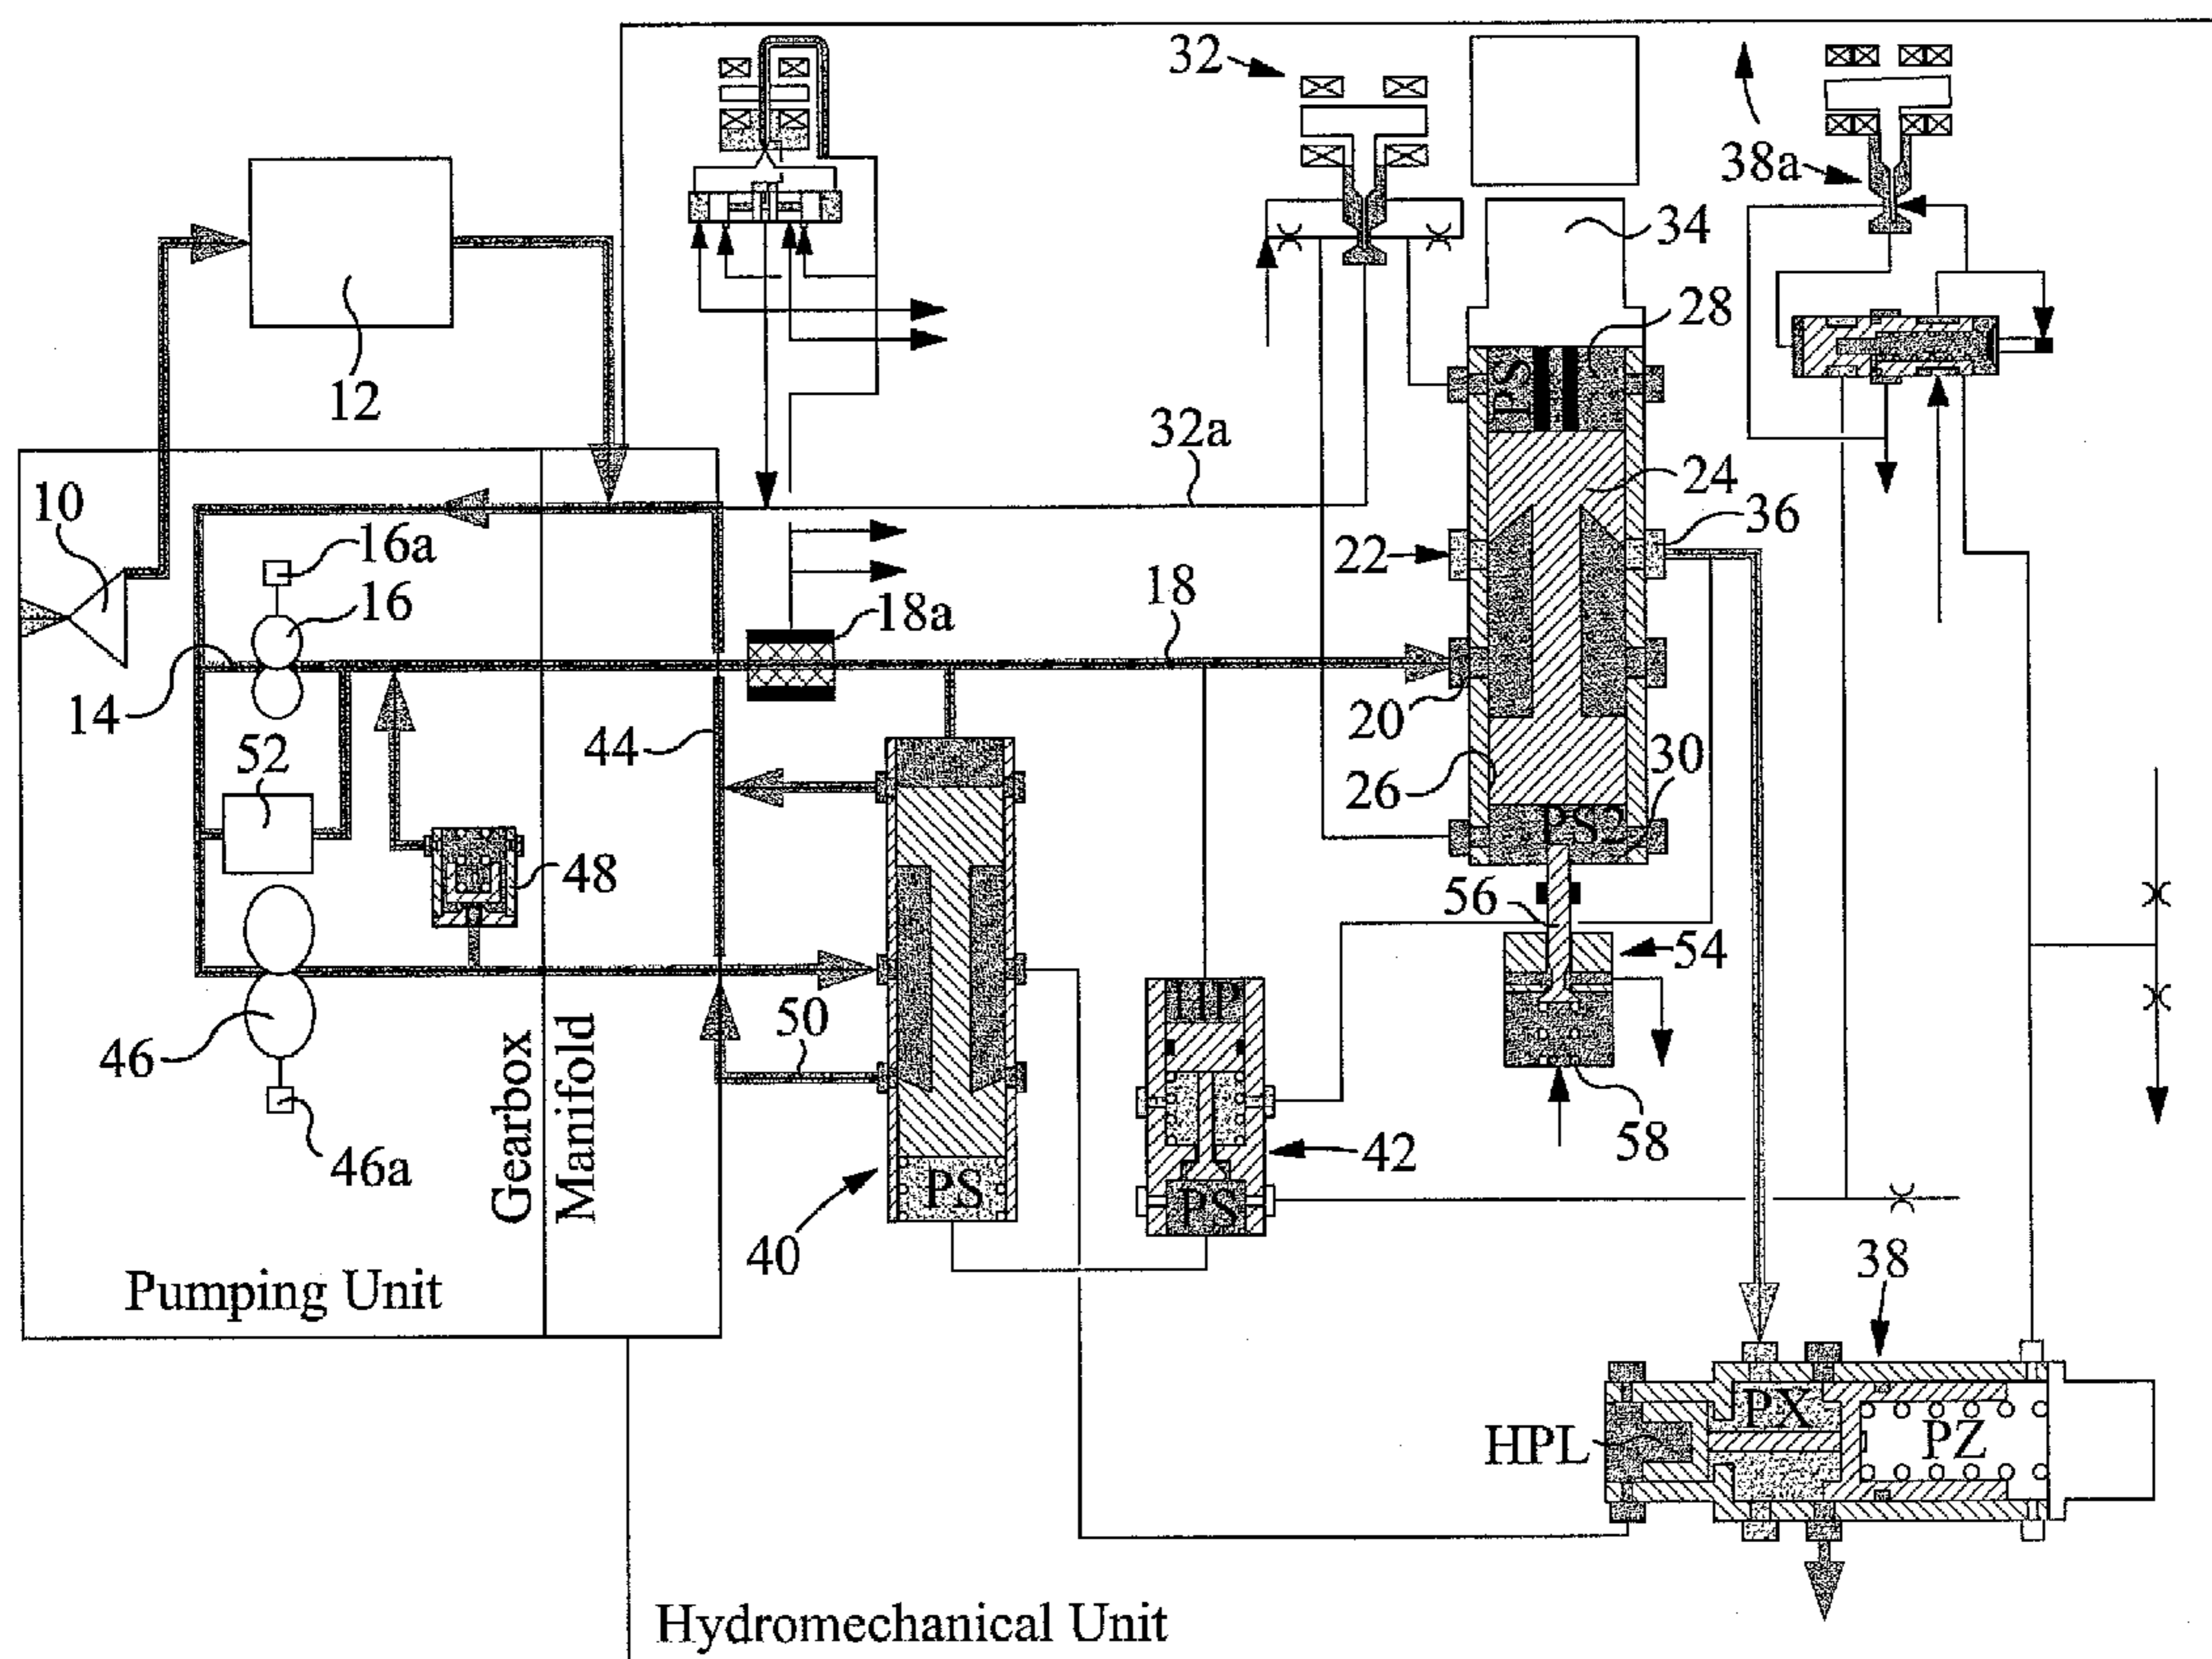 32
38a
34
12
28
PS
32a
24
10
16a
36
16
22
18a
18
14
20
44
52
30
26
PS2
48
56
54
50
HP
46
Gearbox
Manifold
58
42
46a
PS
PS
40
38
Pumping Unit
PX
HPL
PZ
Hydromechanical Unit